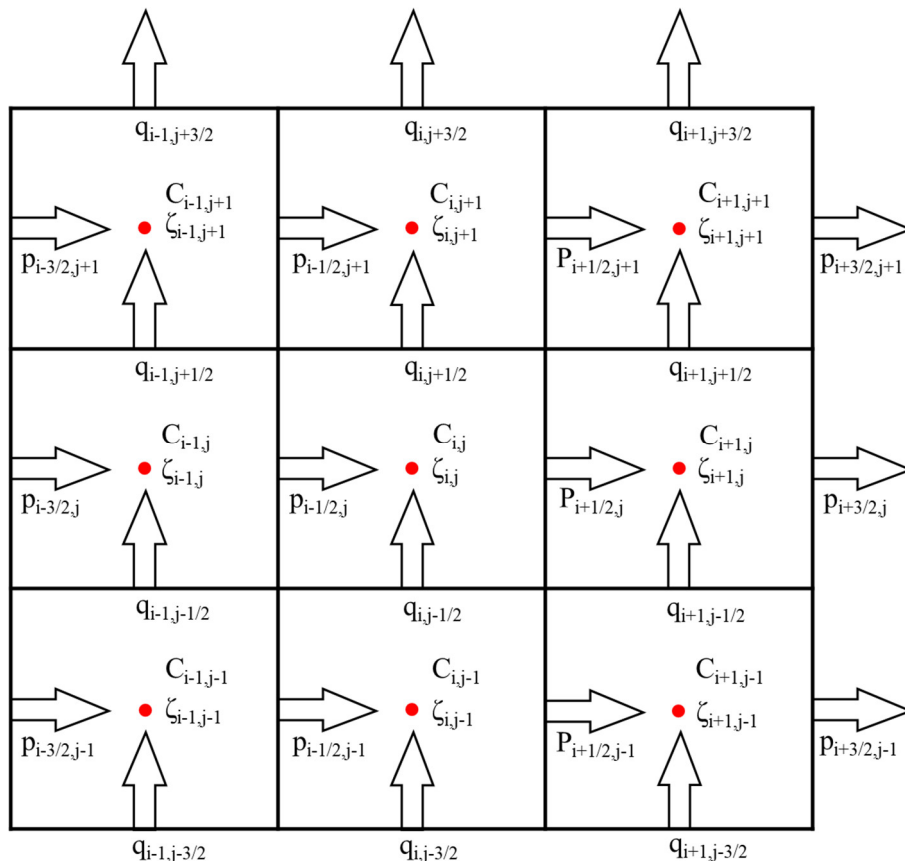 q_{i-1,j+3/2} q_{i,j+3/2} q_{i+1,j+3/2}
C_{i-1,j+1} C_{i,j+1} C_{i+1,j+1}
ζ_{i-1,j+1} ζ_{i,j+1} ζ_{i+1,j+1}
p_{i-3/2,j+1} p_{i-1/2,j+1} P_{i+1/2,j+1} p_{i+3/2,j+1}
q_{i-1,j+1/2} q_{i,j+1/2} q_{i+1,j+1/2}
C_{i-1,j} C_{i,j} C_{i+1,j}
ζ_{i-1,j} ζ_{i,j} ζ_{i+1,j}
p_{i-3/2,j} p_{i-1/2,j} P_{i+1/2,j} p_{i+3/2,j}
q_{i-1,j-1/2} q_{i,j-1/2} q_{i+1,j-1/2}
C_{i-1,j-1} C_{i,j-1} C_{i+1,j-1}
ζ_{i-1,j-1} ζ_{i,j-1} ζ_{i+1,j-1}
p_{i-3/2,j-1} p_{i-1/2,j-1} P_{i+1/2,j-1} p_{i+3/2,j-1}
q_{i-1,j-3/2} q_{i,j-3/2} q_{i+1,j-3/2}